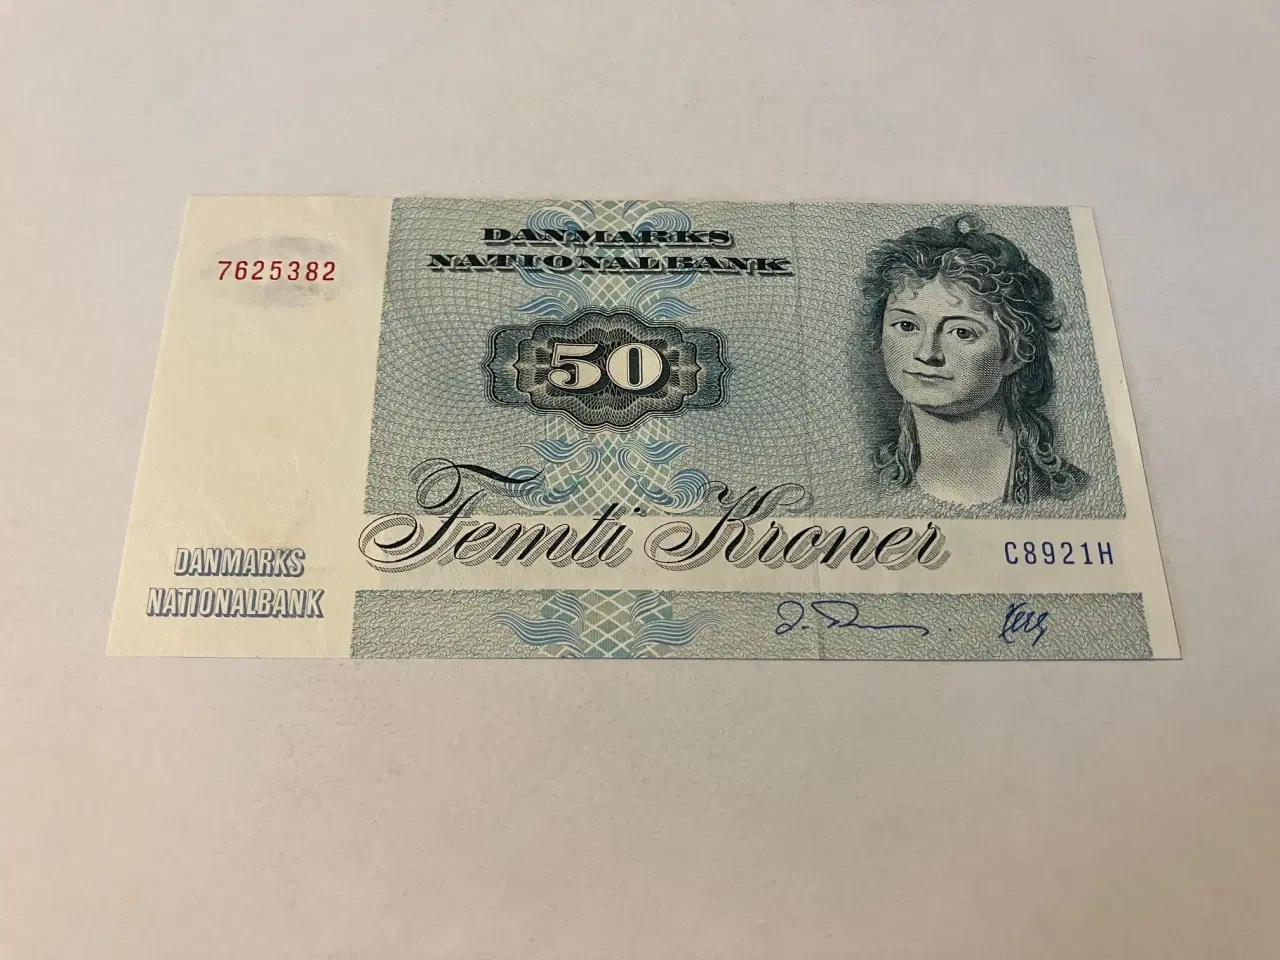 DANMARKS
NATIONALBANK
7625382
50
Femti Kroner
C8921H
DANMARKS
NATIONALBANK